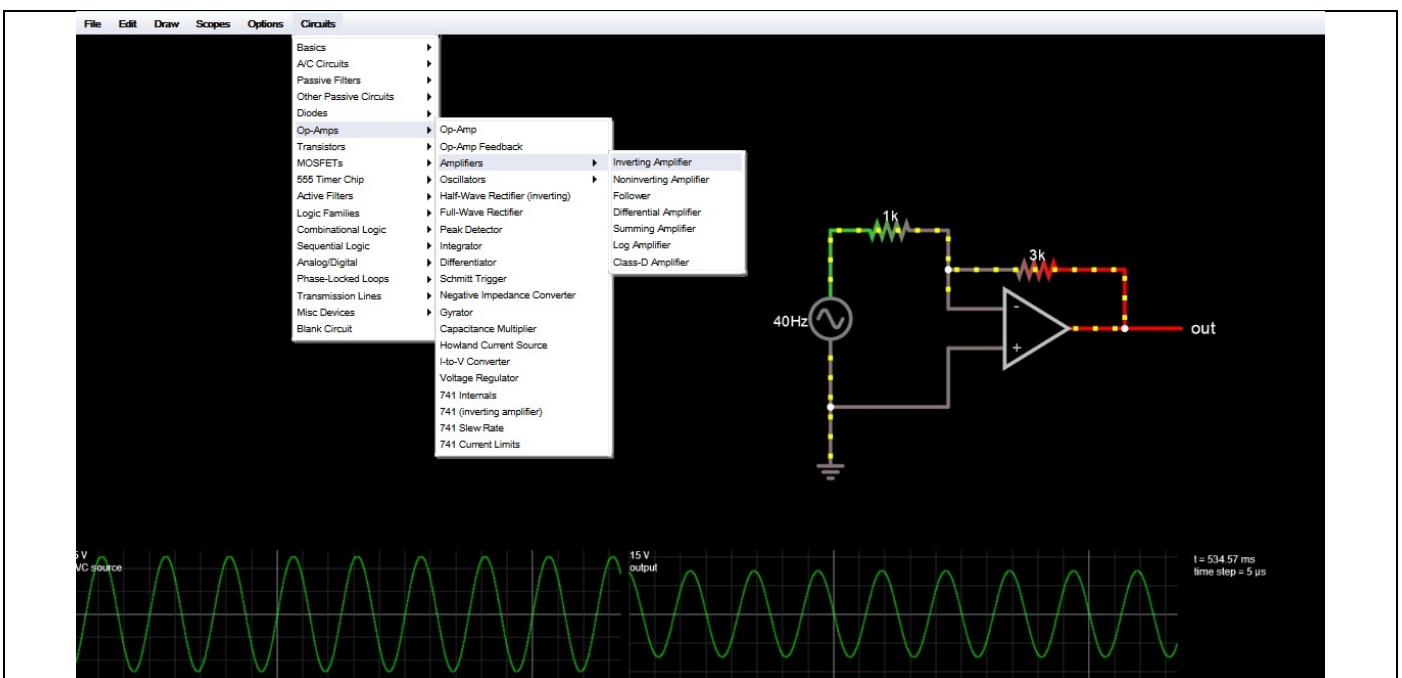 File Edit Draw Scopes Options Circuits
Basics
A/C Circuits
Passive Filters
Other Passive Circuits
Diodes
Op-Amps
Transistors
MOSFETs
555 Timer Chip
Active Filters
Logic Families
Combinational Logic
Sequential Logic
Analog/Digital
Phase-Locked Loops
Transmission Lines
Misc Devices
Blank Circuit
Op-Amp
Op-Amp Feedback
Amplifiers
Oscillators
Half-Wave Rectifier (inverting)
Full-Wave Rectifier
Peak Detector
Integrator
Differentiator
Schmitt Trigger
Negative Impedance Converter
Gyrator
Capacitance Multiplier
Howland Current Source
I-to-V Converter
Voltage Regulator
741 Internals
741 (inverting amplifier)
741 Slew Rate
741 Current Limits
Inverting Amplifier
Noninverting Amplifier
Follower
Differential Amplifier
Summing Amplifier
Log Amplifier
Class-D Amplifier
1k
3k
40Hz
-
+
out
5 V
source
15 V
output
t = 534.57 ms
time step = 5 µs